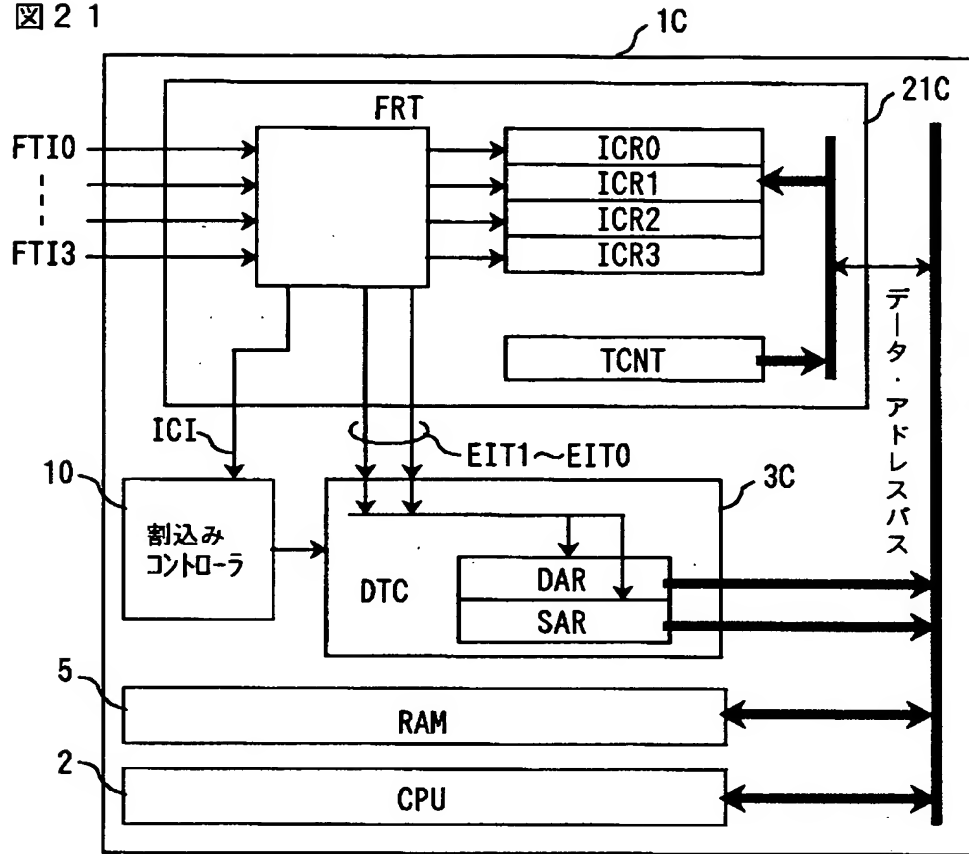 図21
1C
21C
FRT
FTI0
FTI3
ICR0
ICR1
ICR2
ICR3
TCNT
データ・アドレスバス
ICI
EIT1～EIT0
10
3C
割込み
コントローラ
DTC
DAR
SAR
5
RAM
2
CPU